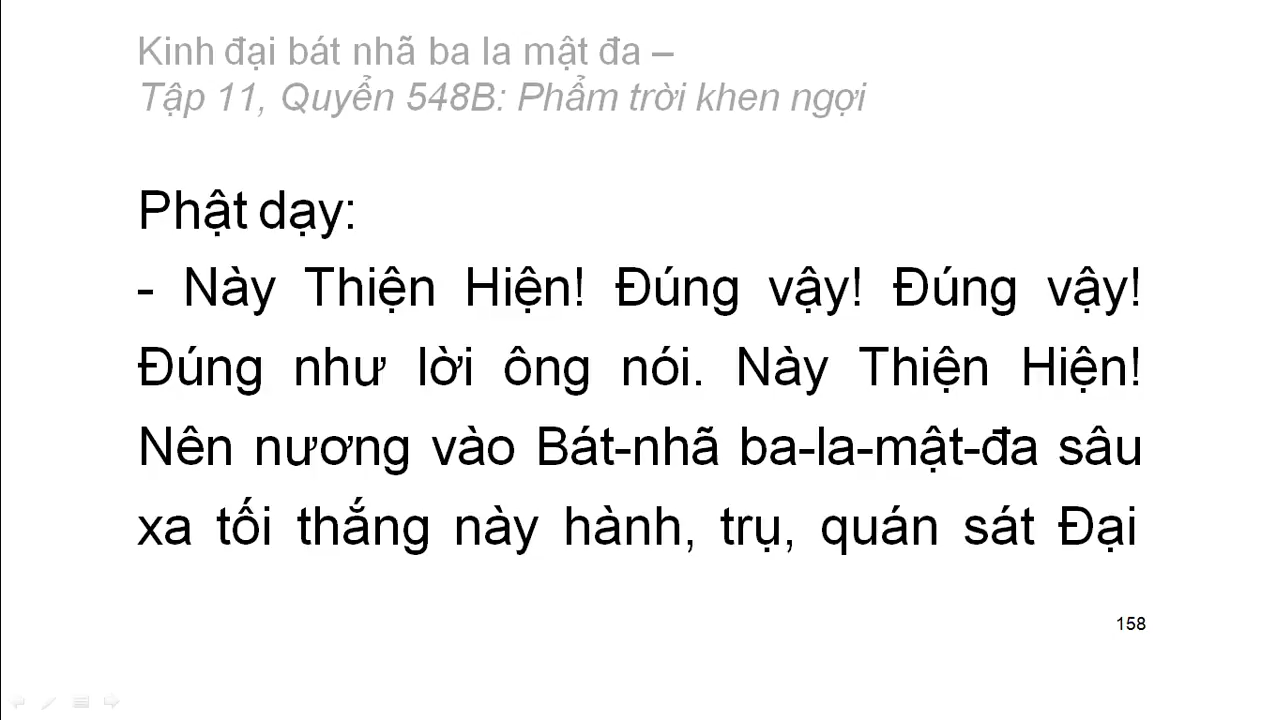 Kinh đại bát nhã ba la mật đa –
Tập 11, Quyển 548B: Phẩm trời khen ngợi
Phật dạy:
- Này Thiện Hiện! Đúng vậy! Đúng vậy!
Đúng như lời ông nói. Này Thiện Hiện!
Nên nương vào Bát-nhã ba-la-mật-đa sâu
xa tối thắng này hành, trụ, quán sát Đại
158